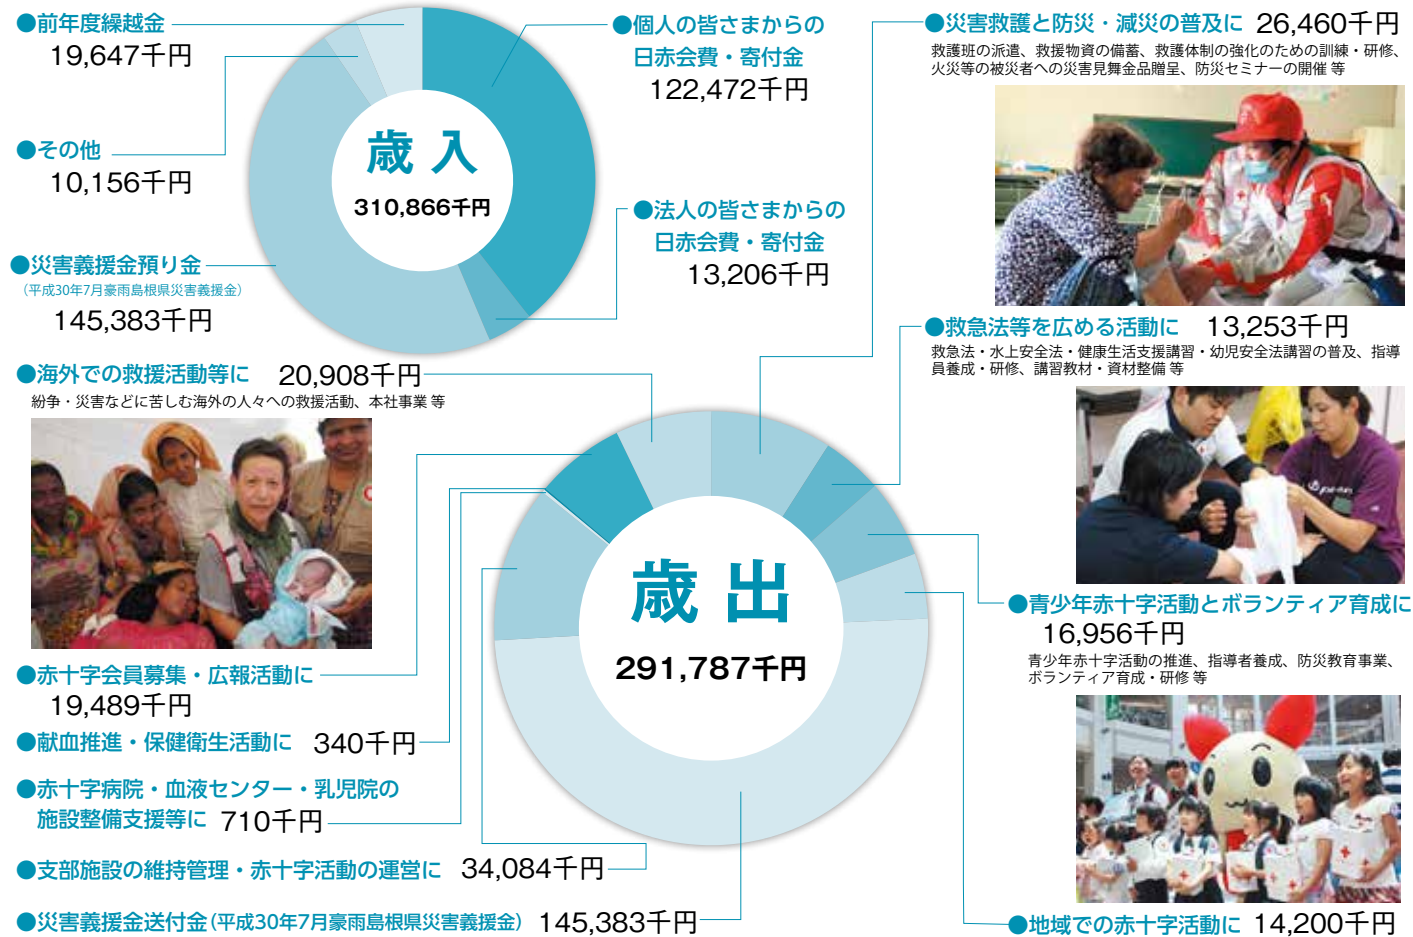 ●前年度繰越金
19,647千円
●その他
10,156千円
●災害義援金預り金
（平成30年7月豪雨島根県災害義援金）
145,383千円
歳入
310,866千円
●個人の皆さまからの
日赤会費・寄付金
122,472千円
●法人の皆さまからの
日赤会費・寄付金
13,206千円
●災害救護と防災・減災の普及に 26,460千円
救護班の派遣、救援物資の備蓄、救護体制の強化のための訓練・研修、
火災等の被災者への災害見舞金品贈呈、防災セミナーの開催 等
●救急法等を広める活動に 13,253千円
救急法・水上安全法・健康生活支援講習・幼児安全法講習の普及、指導
員養成・研修、講習教材・資材整備 等
●青少年赤十字活動とボランティア育成に
16,956千円
青少年赤十字活動の推進、指導者養成、防災教育事業、
ボランティア育成・研修 等
●地域での赤十字活動に 14,200千円
歳出
291,787千円
●海外での救援活動等に 20,908千円
紛争・災害などに苦しむ海外の人々への救援活動、本社事業 等
●赤十字会員募集・広報活動に
19,489千円
●献血推進・保健衛生活動に 340千円
●赤十字病院・血液センター・乳児院の
施設整備支援等に 710千円
●支部施設の維持管理・赤十字活動の運営に 34,084千円
●災害義援金送付金（平成30年7月豪雨島根県災害義援金） 145,383千円